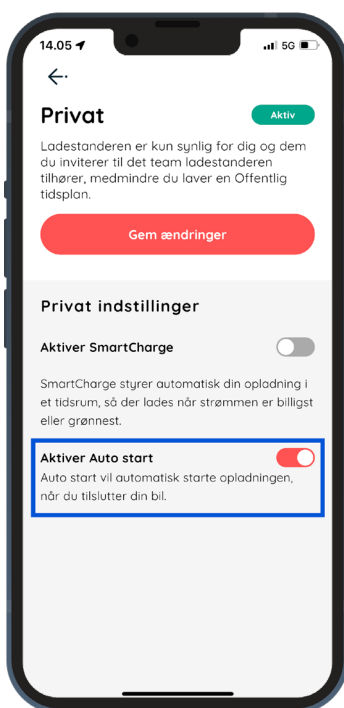 14.05
5G
Privat
Aktiv
Ladestanderen er kun synlig for dig og dem
du inviterer til det team ladestanderen
tilhører, medmindre du laver en Offentlig
tidsplan.
Gem ændringer
Privat indstillinger
Aktiver SmartCharge
SmartCharge styrer automatisk din opladning i
et tidsrum, så der lades når strømmen er billigst
eller grønnest.
Aktiver Auto start
Auto start vil automatisk starte opladningen,
når du tilslutter din bil.